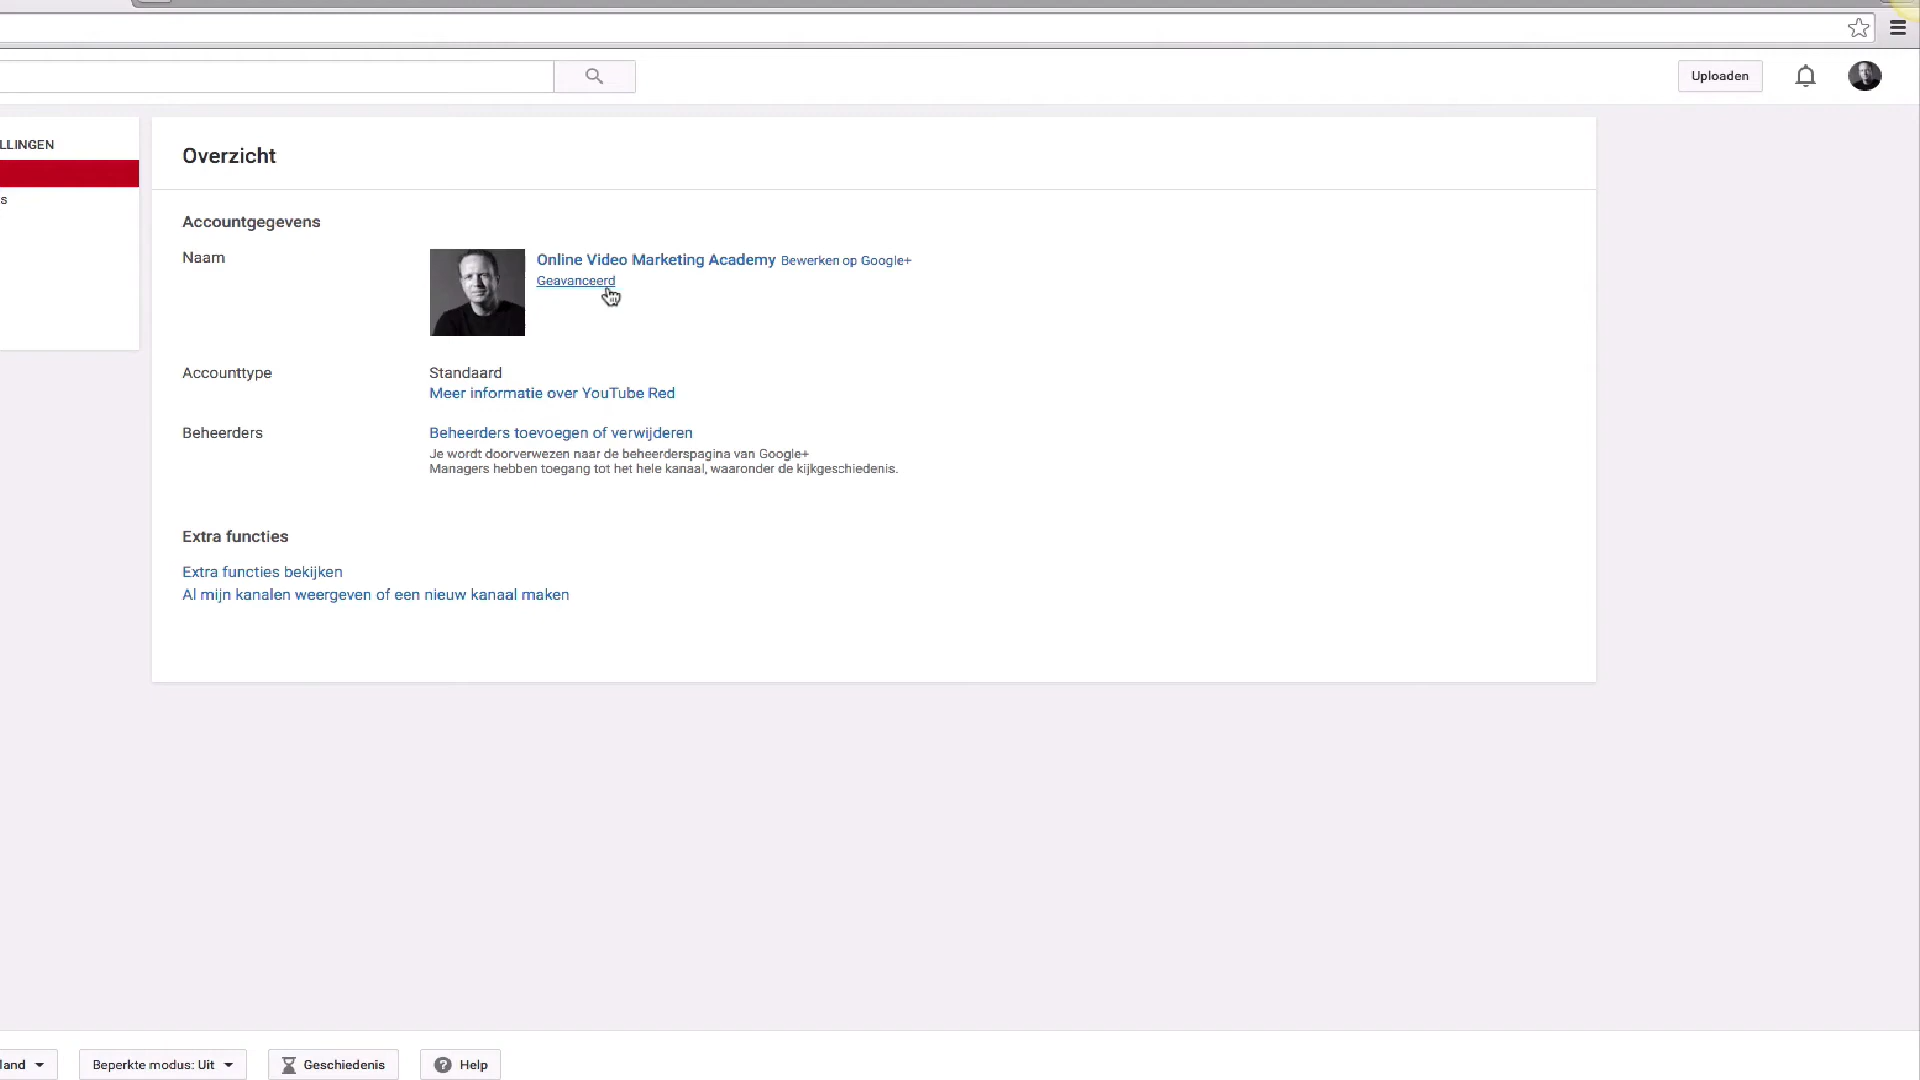 Uploaden
LLINGEN
s
Overzicht
Accountgegevens
Naam
Online Video Marketing Academy Bewerken op Google+
Geavanceerd
Accounttype
Standaard
Meer informatie over YouTube Red
Beheerders
Beheerders toevoegen of verwijderen
Je wordt doorverwezen naar de beheerderspagina van Google+
Managers hebben toegang tot het hele kanaal, waaronder de kijkgeschiedenis.
Extra functies
Extra functies bekijken
Al mijn kanalen weergeven of een nieuw kanaal maken
land
Beperkte modus: Uit
Geschiedenis
Help